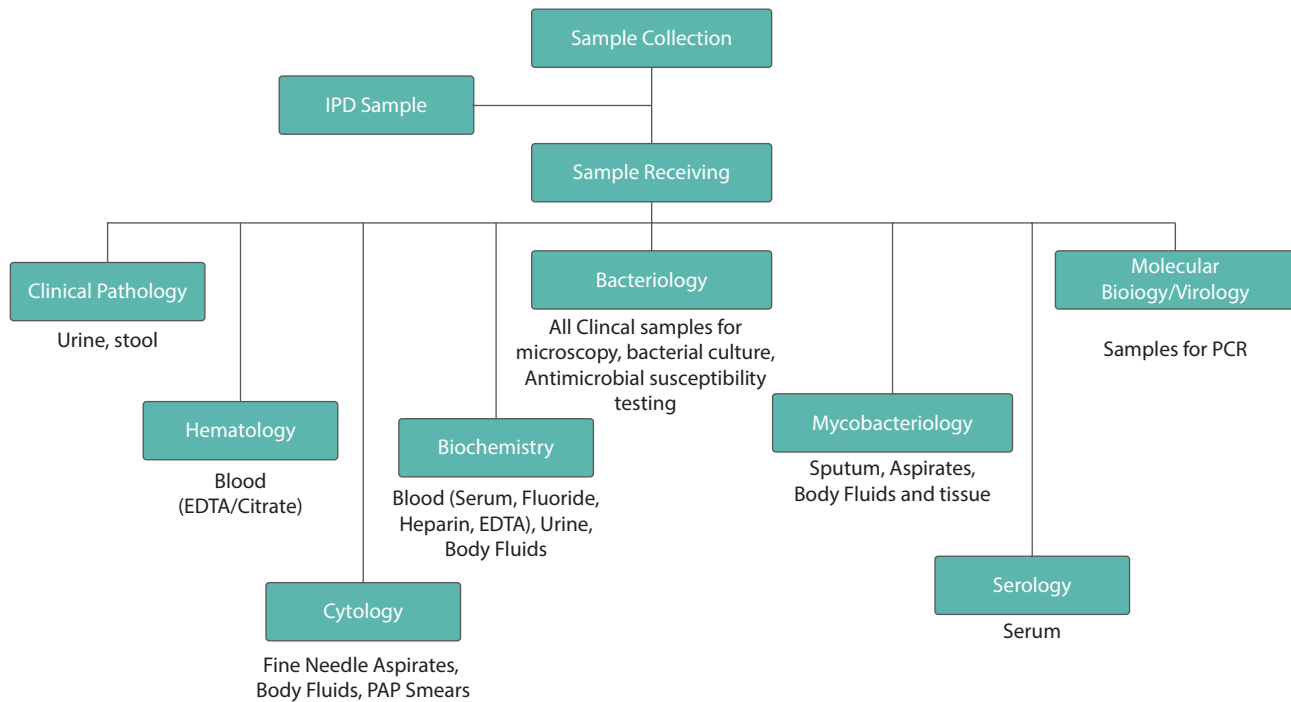 Sample Collection
IPD Sample
Sample Receiving
Clinical Pathology
Urine, stool
Hematology
Blood
(EDTA/Citrate)
Cytology
Fine Needle Aspirates,
Body Fluids, PAP Smears
Biochemistry
Blood (Serum, Fluoride,
Heparin, EDTA), Urine,
Body Fluids
Bacteriology
All Clincal samples for
microscopy, bacterial culture,
Antimicrobial susceptibility
testing
Mycobacteriology
Sputum, Aspirates,
Body Fluids and tissue
Serology
Serum
Molecular
Bioiogy/Virology
Samples for PCR